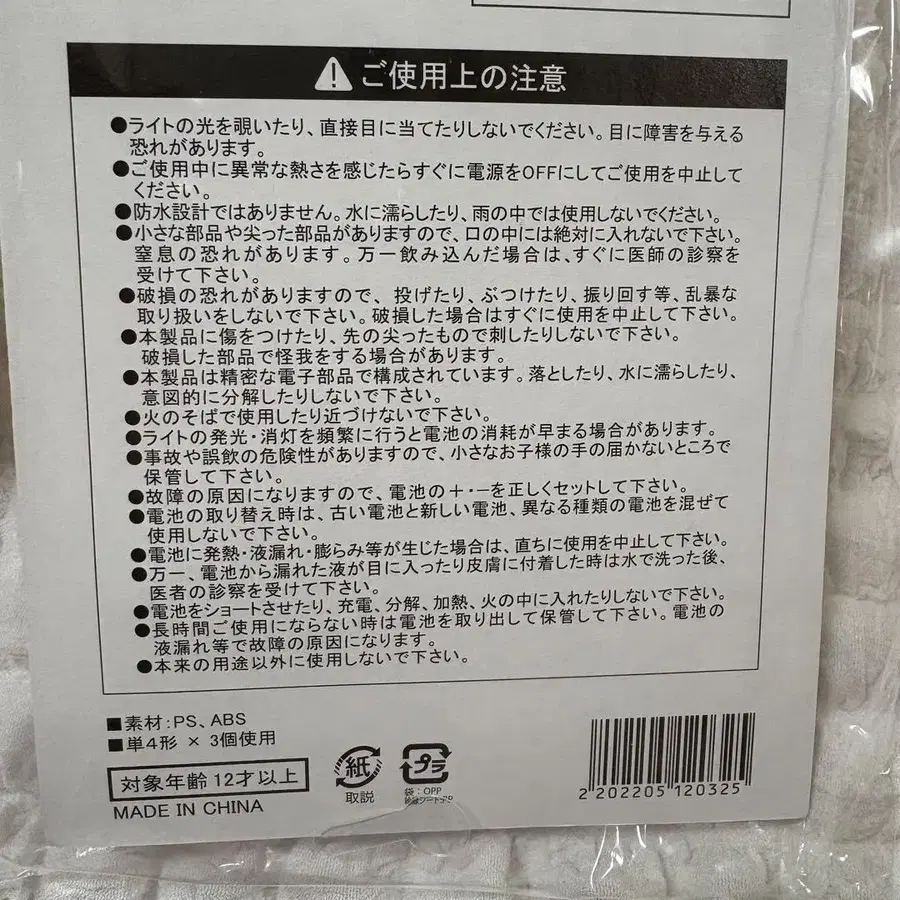 ご使用上の注意
●ライトの光を覗いたり、直接目に当てたりしないでください。目に障害を与える
恐れがあります。
●ご使用中に異常な熱さを感じたらすぐに電源をOFFにしてご使用を中止して
ください。
●防水設計ではありません。水に濡らしたり、雨の中では使用しないでください。
●小さな部品や尖った部品がありますので、口の中には絶対に入れないで下さい。
窒息の恐れがあります。万一飲み込んだ場合は、すぐに医師の診察を
受けて下さい。
●破損の恐れがありますので、投げたり、ぶつけたり、振り回す等、乱暴な
取り扱いをしないで下さい。破損した場合はすぐに使用を中止して下さい。
●本製品に傷をつけたり、先の尖ったもので刺したりしないで下さい。
破損した部品で怪我をする場合があります。
●本製品は精密な電子部品で構成されています。落としたり、水に濡らしたり、
意図的に分解したりしないで下さい。
●火のそばで使用したり近づけないで下さい。
●ライトの発光・消灯を頻繁に行うと電池の消耗が早まる場合があります。
●事故や誤飲の危険性がありますので、小さなお子様の手の届かないところで
保管して下さい。
●故障の原因になりますので、電池の＋・－を正しくセットして下さい。
●電池の取り替え時は、古い電池と新しい電池、異なる種類の電池を混ぜて
使用しないで下さい。
●電池に発熱・液漏れ・膨らみ等が生じた場合は、直ちに使用を中止して下さい。
●万一、電池から漏れた液が目に入ったり皮膚に付着した時は水で洗った後、
医者の診察を受けて下さい。
●電池をショートさせたり、充電、分解、加熱、火の中に入れたりしないで下さい。
●長時間ご使用にならない時は電池を取り出して保管して下さい。電池の
液漏れ等で故障の原因になります。
●本来の用途以外に使用しないで下さい。
■素材:PS、ABS
■単4形 × 3個使用
対象年齢 12才以上
MADE IN CHINA
紙
取説
プラ
袋：OPP
2 202205 120325